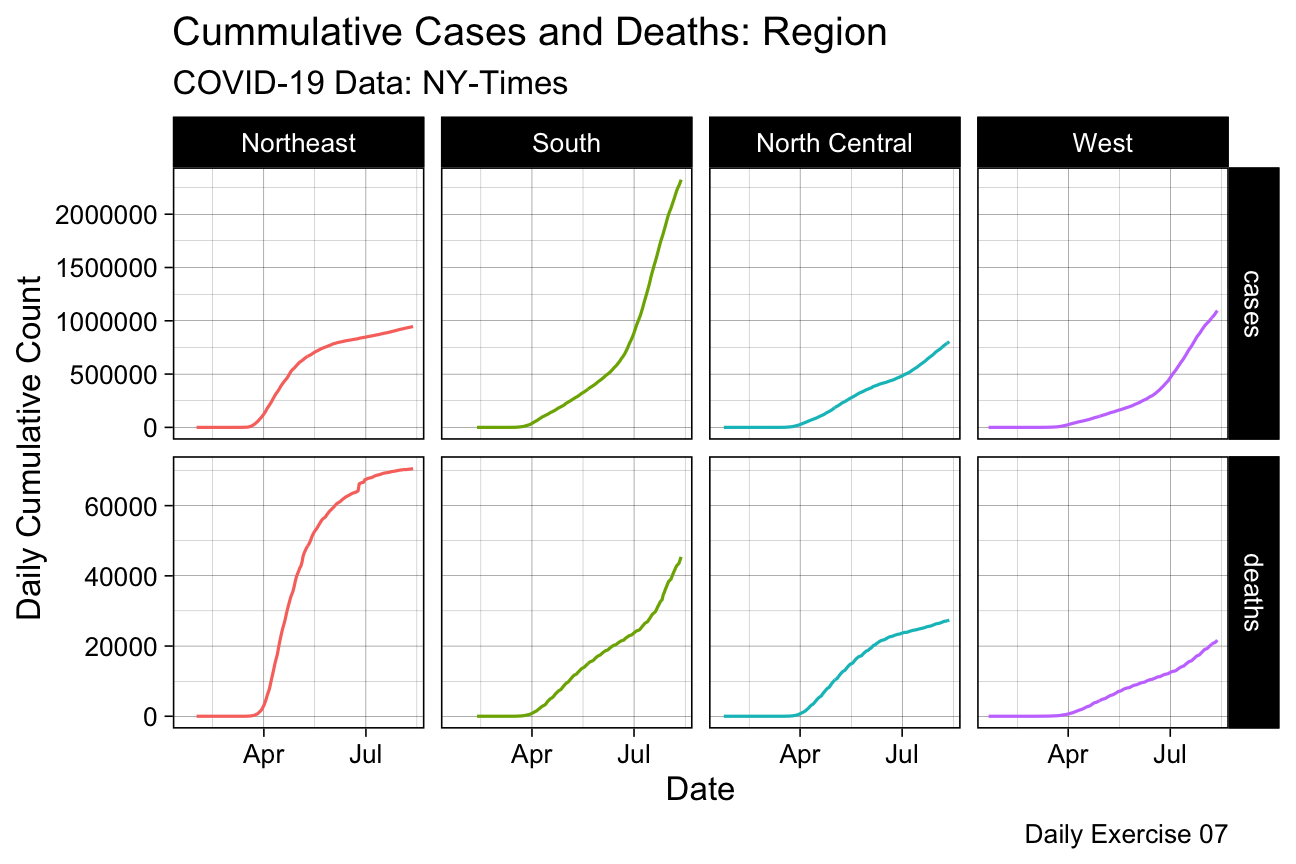 Cummulative Cases and Deaths: Region
COVID-19 Data: NY-Times
Northeast South North Central West
Daily Cumulative Count
2000000
1500000
1000000
500000
0
cases
60000
40000
20000
0
deaths
Apr Jul Apr Jul Apr Jul Apr Jul
Date
Daily Exercise 07